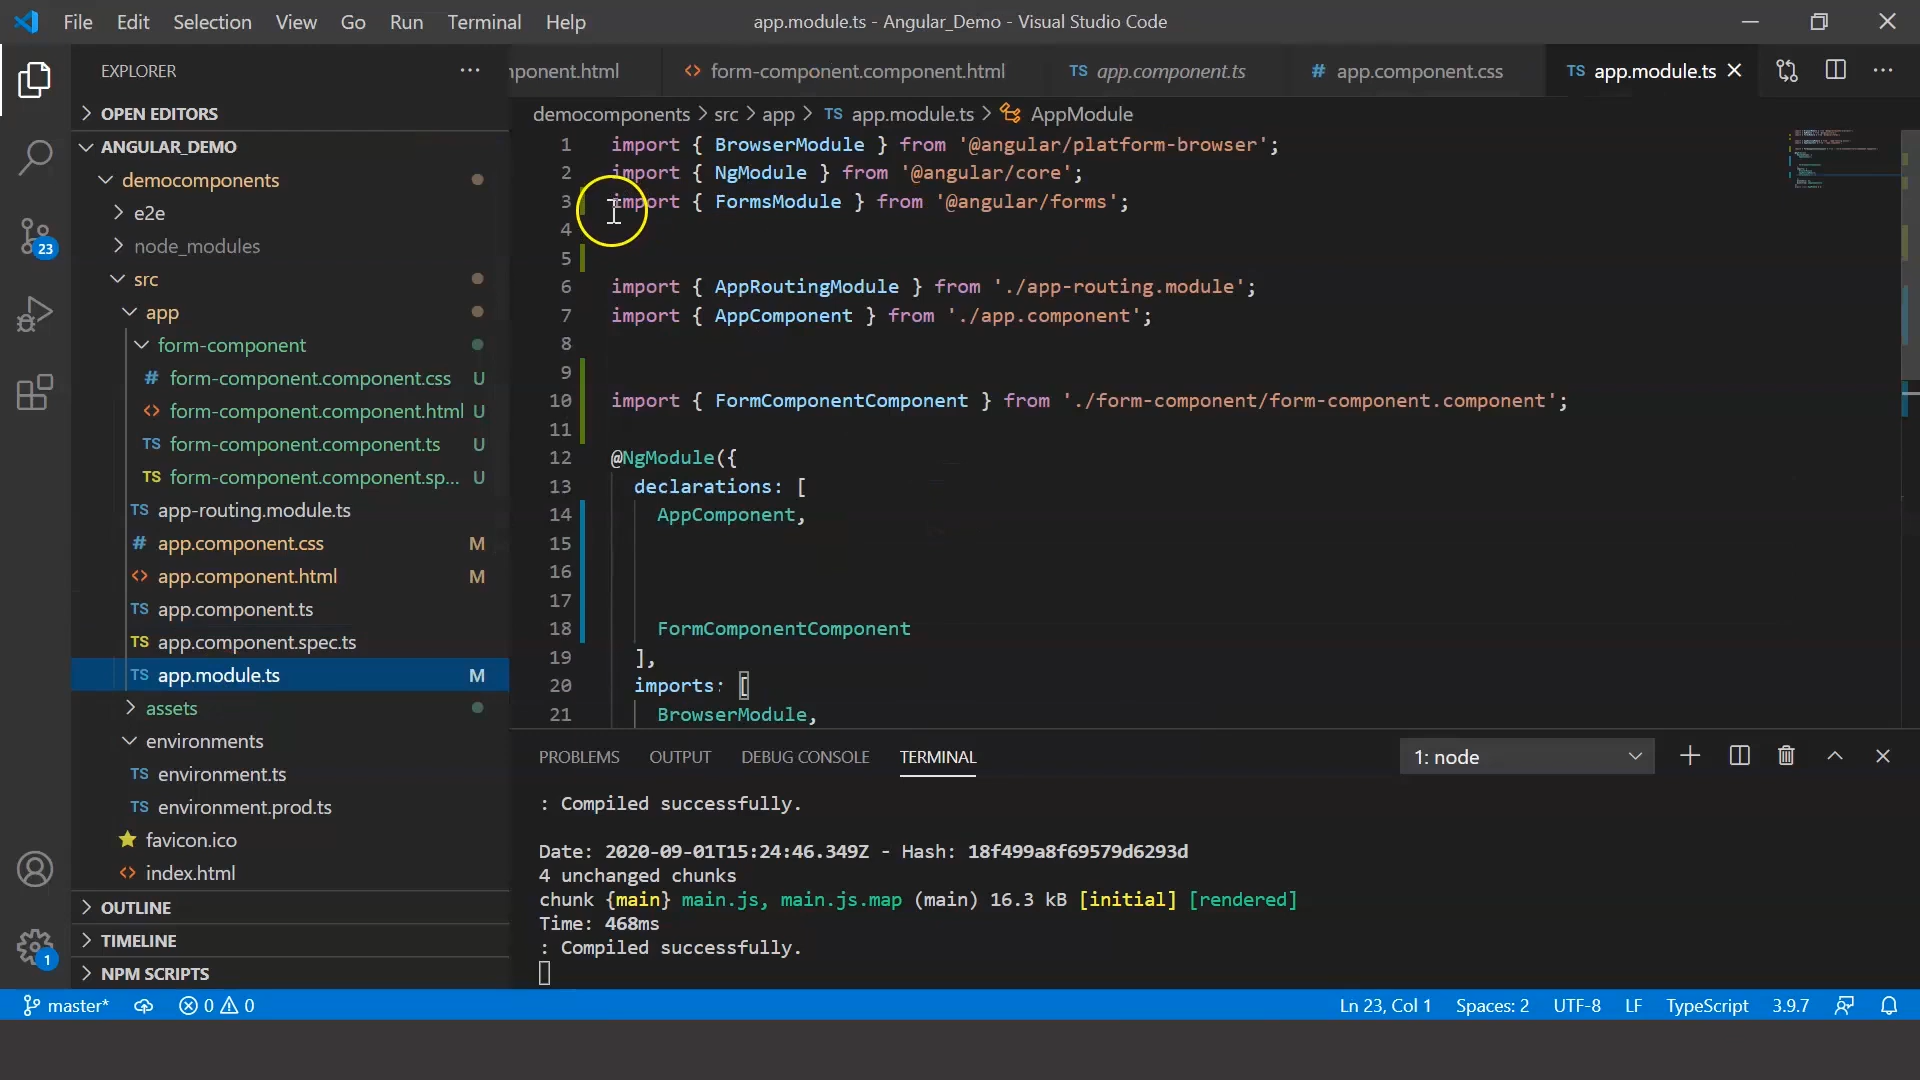 File Edit Selection View Go Run Terminal Help
app.module.ts - Angular_Demo - Visual Studio Code
EXPLORER
OPEN EDITORS
ANGULAR_DEMO
democomponents
e2e
node_modules
src
app
form-component
form-component.component.css U
form-component.component.html U
TS form-component.component.ts U
TS form-component.component.sp... U
TS app-routing.module.ts
# app.component.css M
<> app.component.html M
TS app.component.ts
TS app.component.spec.ts
TS app.module.ts M
assets
environments
TS environment.ts
TS environment.prod.ts
favicon.ico
<> index.html
OUTLINE
TIMELINE
NPM SCRIPTS
23
1
mponent.html <> form-component.component.html TS app.component.ts # app.component.css TS app.module.ts
democomponents > src > app > TS app.module.ts > AppModule
1 import { BrowserModule } from '@angular/platform-browser';
2 import { NgModule } from '@angular/core';
3 import { FormsModule } from '@angular/forms';
4
5
6 import { AppRoutingModule } from './app-routing.module';
7 import { AppComponent } from './app.component';
8
9
10 import { FormComponentComponent } from './form-component/form-component.component';
11
12 @NgModule({
13 declarations: [
14 AppComponent,
15
16
17
18 FormComponentComponent
19 ],
20 imports: [
21 BrowserModule,
PROBLEMS OUTPUT DEBUG CONSOLE TERMINAL 1: node
: Compiled successfully.
Date: 2020-09-01T15:24:46.349Z - Hash: 18f499a8f69579d6293d
4 unchanged chunks
chunk {main} main.js, main.js.map (main) 16.3 kB [initial] [rendered]
Time: 468ms
: Compiled successfully.
master* 0 0 Ln 23, Col 1 Spaces: 2 UTF-8 LF TypeScript 3.9.7